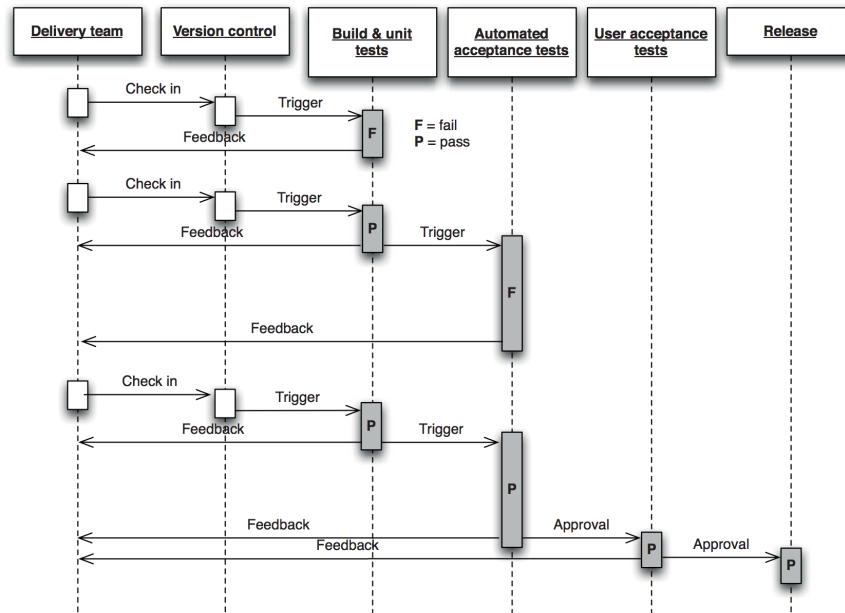 Delivery team
Version control
Build & unit
tests
Automated
acceptance tests
User acceptance
tests
Release
Check in
Trigger
F
F = fail
P = pass
Feedback
Check in
Trigger
P
Feedback
Trigger
F
Feedback
Check in
Trigger
P
Feedback
Trigger
P
Feedback
Approval
P
Feedback
Approval
P